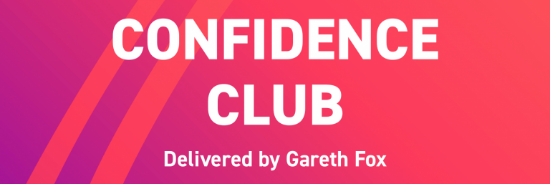 CONFIDENCE
CLUB
Delivered by Gareth Fox